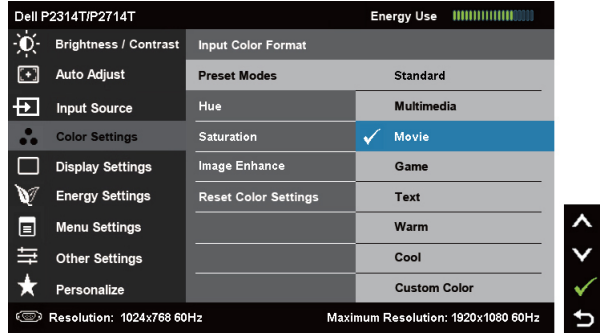 Dell P2314T/P2714T Energy Use
Brightness / Contrast Input Color Format
Auto Adjust Preset Modes Standard
Input Source Hue Multimedia
Color Settings Saturation Movie
Display Settings Image Enhance Game
Energy Settings Reset Color Settings Text
Menu Settings Warm
Other Settings Cool
Personalize Custom Color
Resolution: 1024x768 60Hz Maximum Resolution: 1920x1080 60Hz